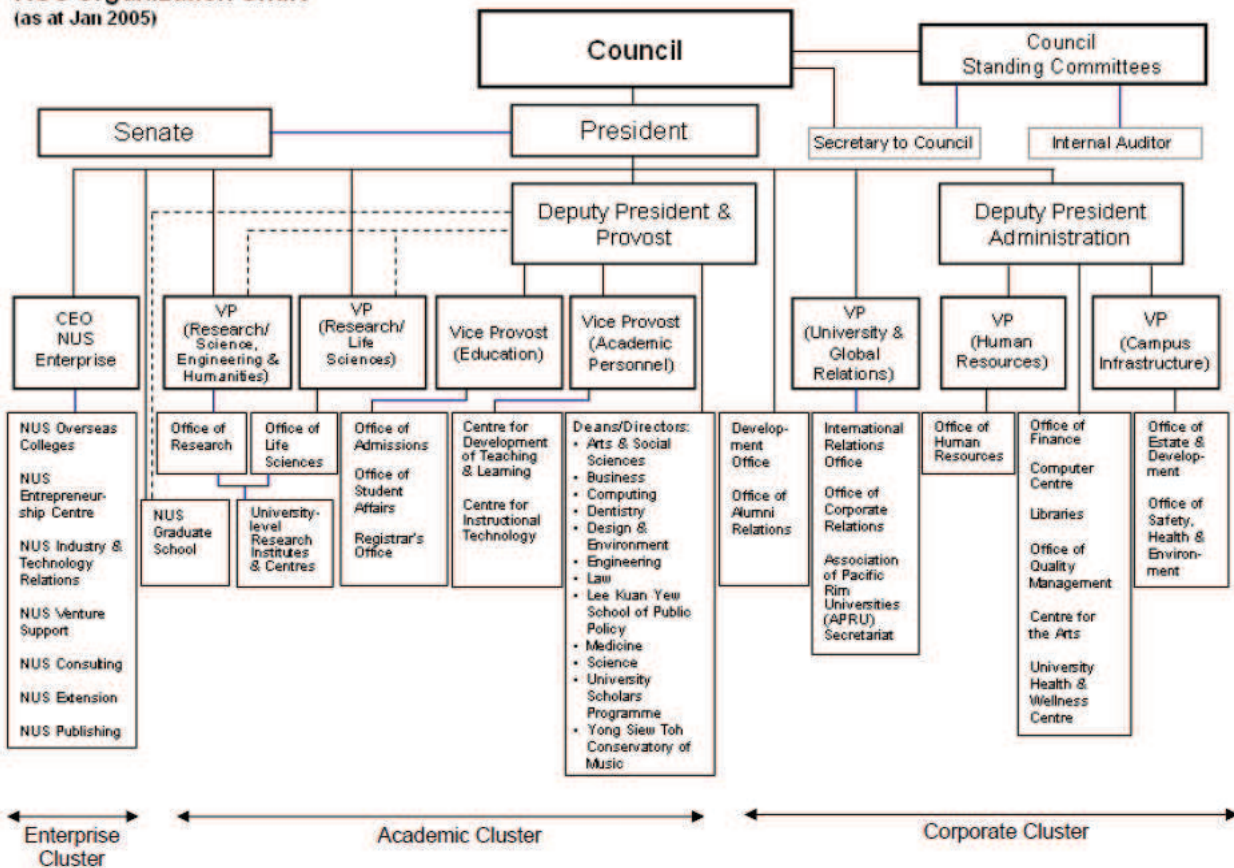 (as at Jan 2005)
Council
Council
Standing Committees
Senate
President
Secretary to Council
Internal Auditor
Deputy President &
Provost
Deputy President
Administration
CEO
NUS
Enterprise
VP
(Research/
Science,
Engineering &
Humanities)
VP
(Research/
Life
Sciences)
Vice Provost
(Education)
Vice Provost
(Academic
Personnel)
VP
(University &
Global
Relations)
VP
(Human
Resources)
VP
(Campus
Infrastructure)
NUS Overseas
Colleges
NUS
Entrepreneur-
ship Centre
NUS Industry &
Technology
Relations
NUS Venture
Support
NUS Consulting
NUS Extension
NUS Publishing
Office of
Research
Office of
Life
Sciences
NUS
Graduate
School
University-
level
Research
Institutes
& Centres
Office of
Admissions
Office of
Student
Affairs
Registrar's
Office
Centre for
Development
of Teaching
& Learning
Centre for
Instructional
Technology
Deans/Directors:
• Arts & Social
Sciences
• Business
• Computing
• Dentistry
• Design &
Environment
• Engineering
• Law
• Lee Kuan Yew
School of Public
Policy
• Medicine
• Science
• University
Scholars
Programme
• Yong Siew Toh
Conservatory of
Music
Develop-
ment
Office
Office of
Alumni
Relations
International
Relations
Office
Office of
Corporate
Relations
Association
of Pacific
Rim
Universities
(APRU)
Secretariat
Office of
Human
Resources
Office of
Finance
Computer
Centre
Libraries
Office of
Quality
Management
Centre for
the Arts
University
Health &
Wellness
Centre
Office of
Estate &
Develop-
ment
Office of
Safety,
Health &
Environ-
ment
Enterprise
Cluster
Academic Cluster
Corporate Cluster